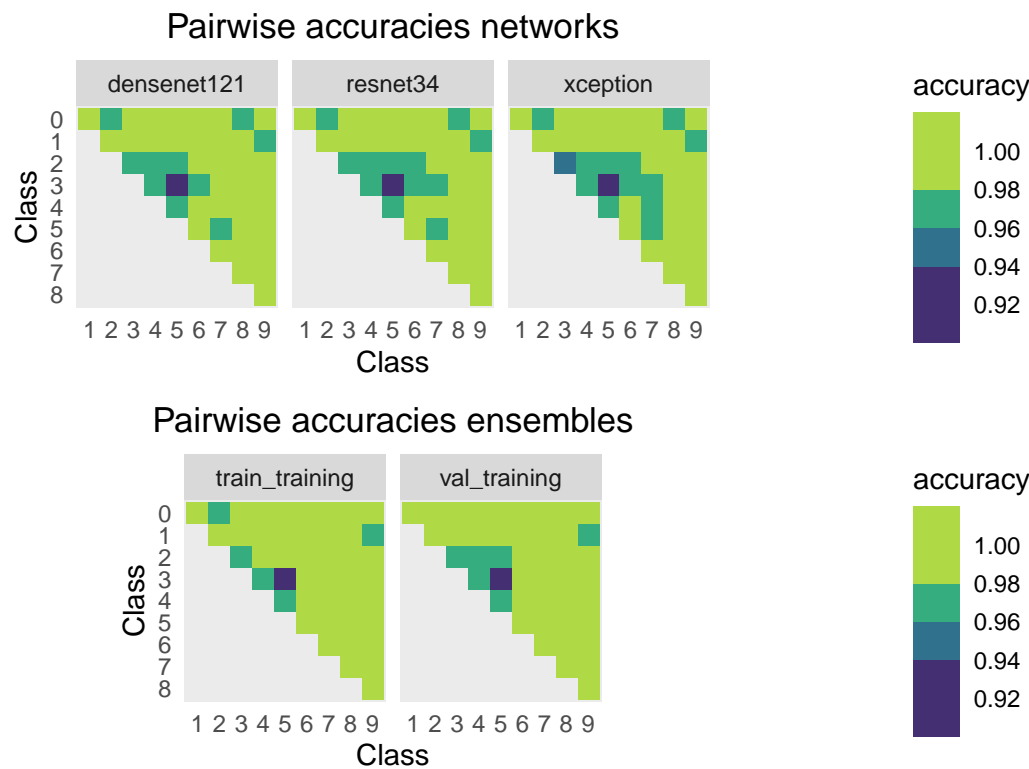 Pairwise accuracies networks
densenet121 resnet34 xception
Class
0
1
2
3
4
5
6
7
8
1 2 3 4 5 6 7 8 9 1 2 3 4 5 6 7 8 9 1 2 3 4 5 6 7 8 9
Class
accuracy
1.00
0.98
0.96
0.94
0.92
Pairwise accuracies ensembles
train_training val_training
Class
0
1
2
3
4
5
6
7
8
1 2 3 4 5 6 7 8 9 1 2 3 4 5 6 7 8 9
Class
accuracy
1.00
0.98
0.96
0.94
0.92